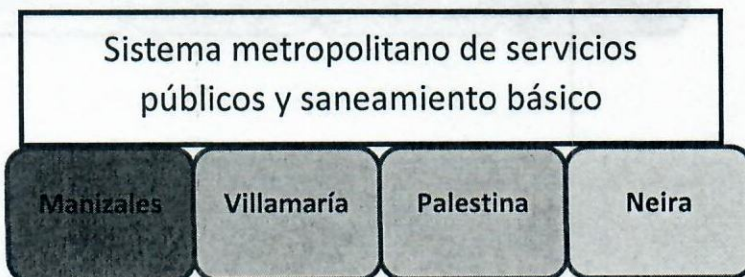 Sistema metropolitano de servicios
públicos y saneamiento básico
Manizales Villamaría Palestina Neira